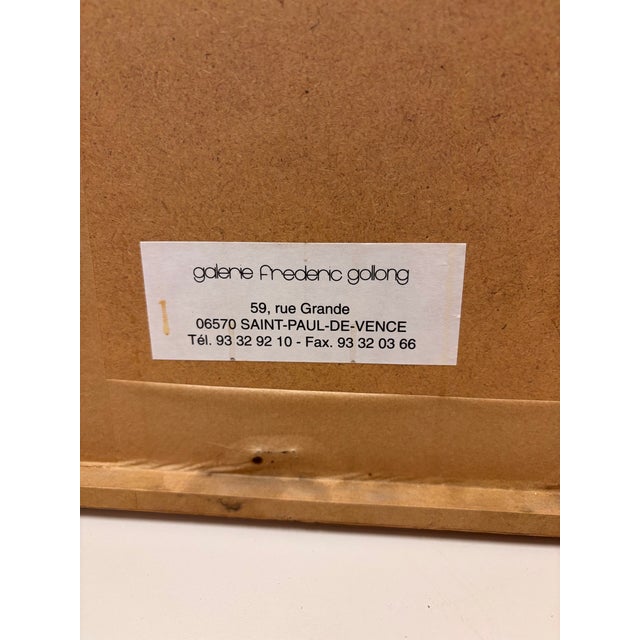 galerie frederic gollong
59, rue Grande
06570 SAINT-PAUL-DE-VENCE
Tél. 93 32 92 10 - Fax. 93 32 03 66